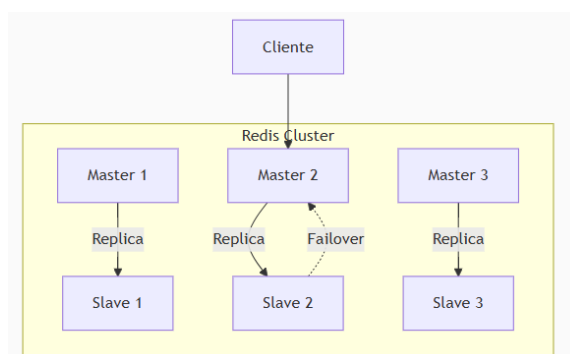 Cliente
Redis Cluster
Master 1
Master 2
Master 3
Replica
Replica
Failover
Replica
Slave 1
Slave 2
Slave 3